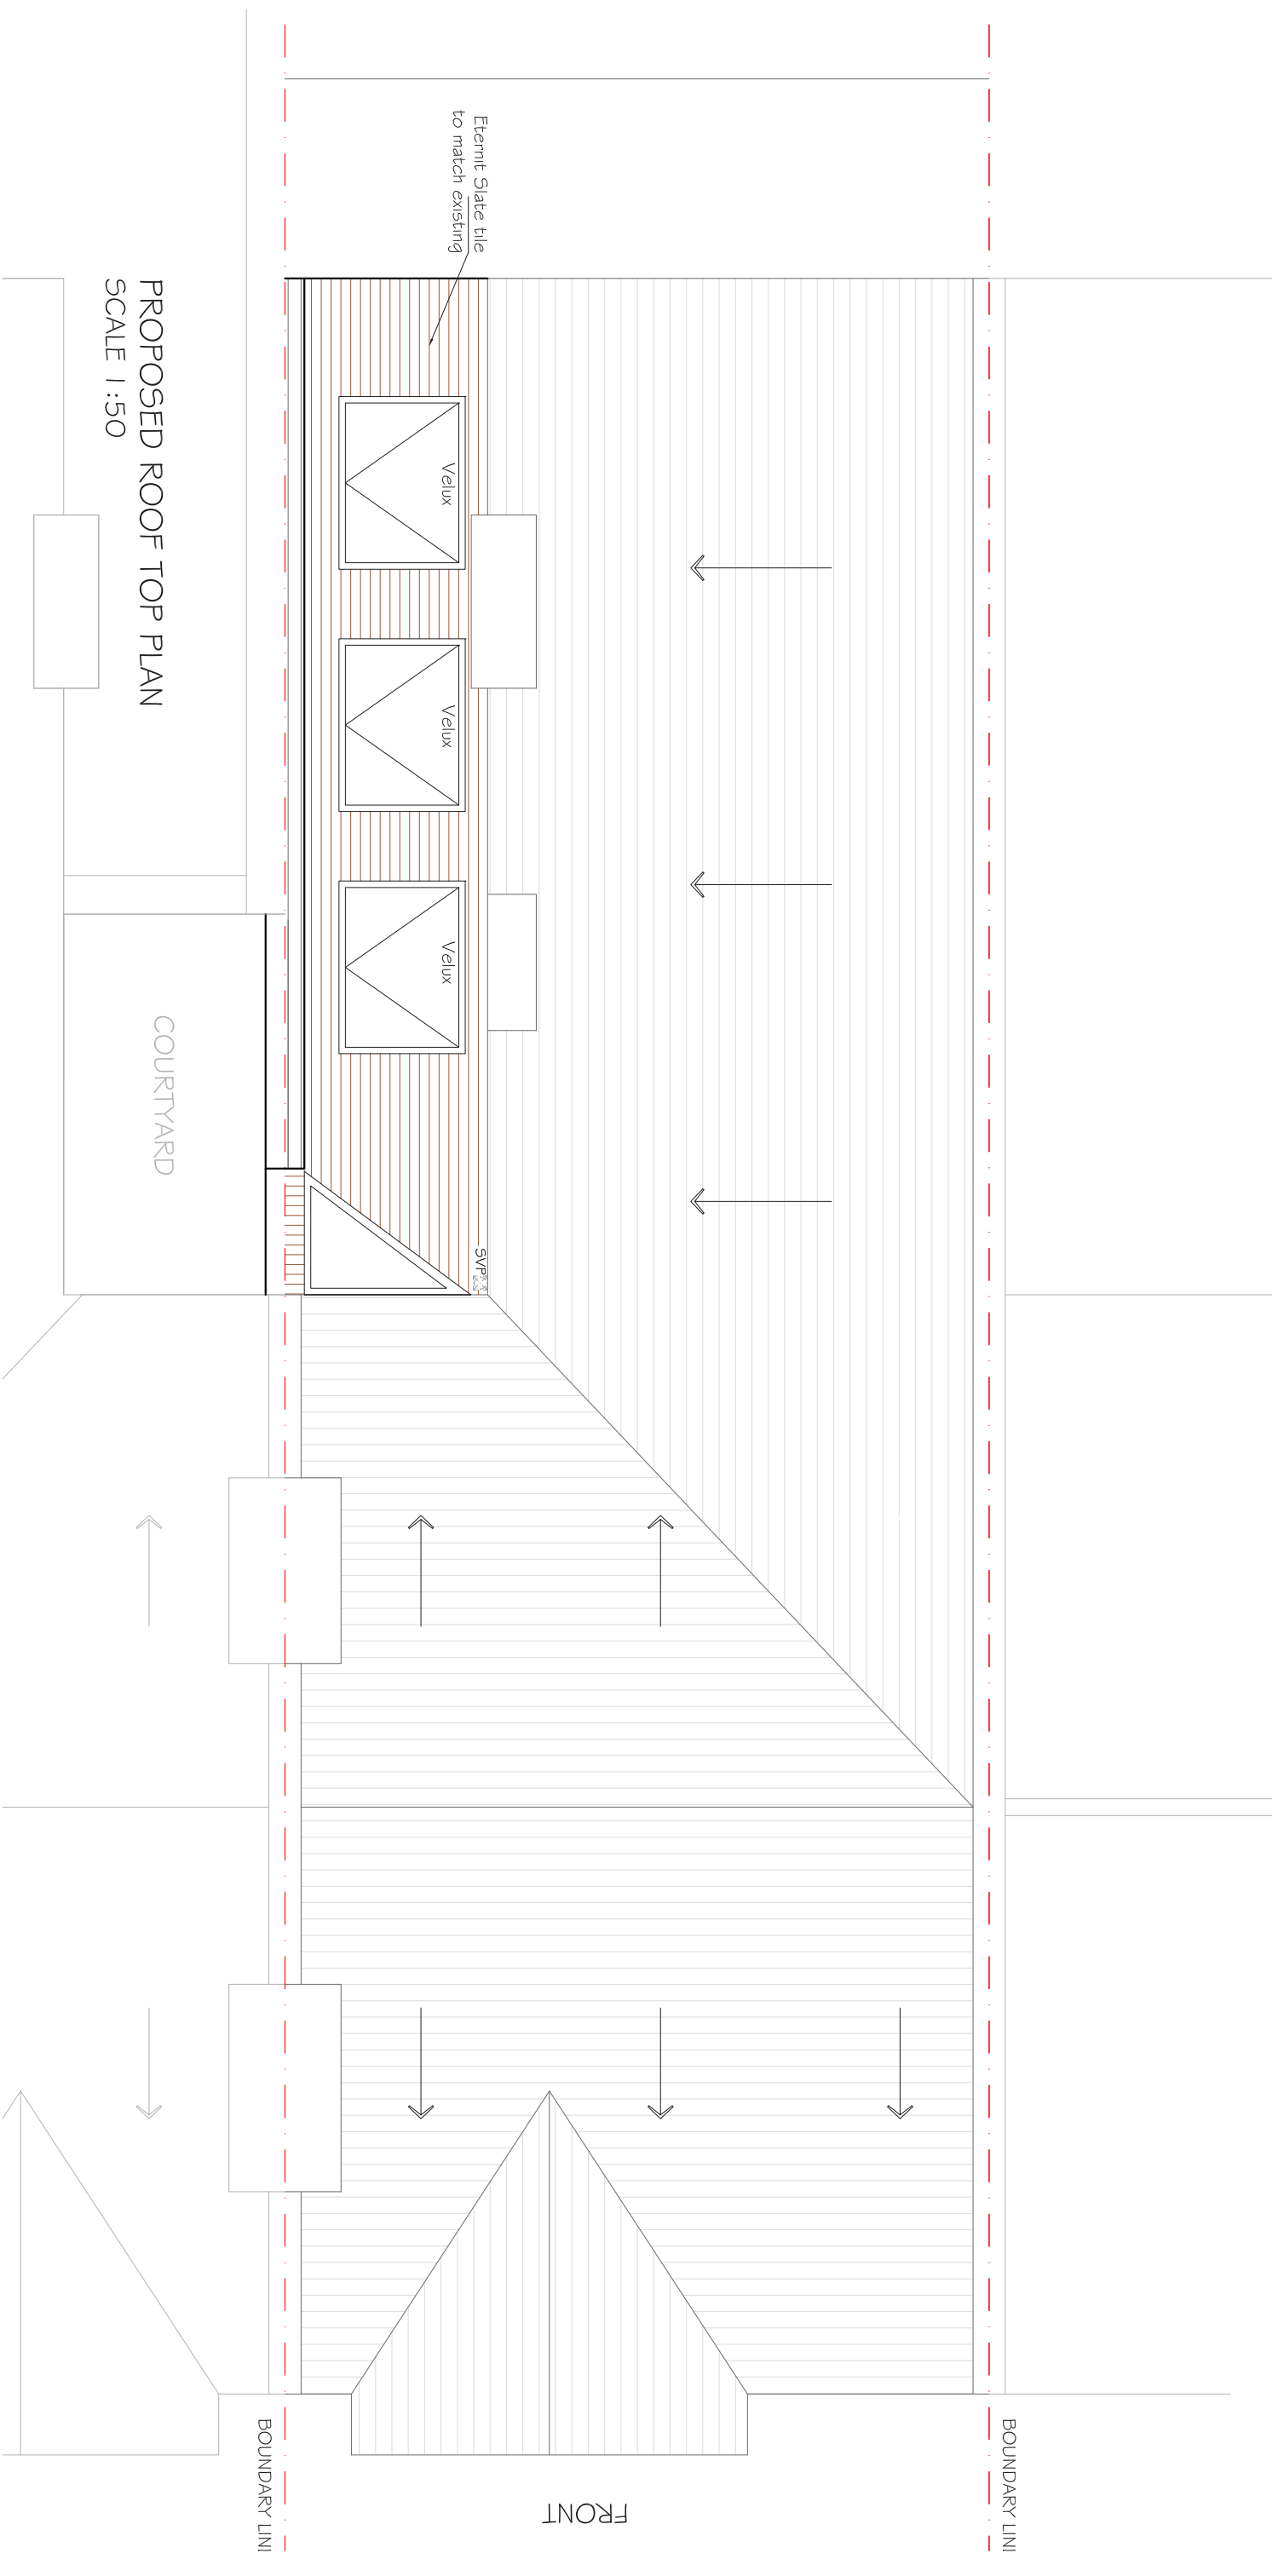 Eternit Slate tile
to match existing
PROPOSED ROOF TOP PLAN
SCALE 1:50
Velux
Velux
Velux
COURTYARD
SVP
BOUNDARY LINI
BOUNDARY LINI
FRONT